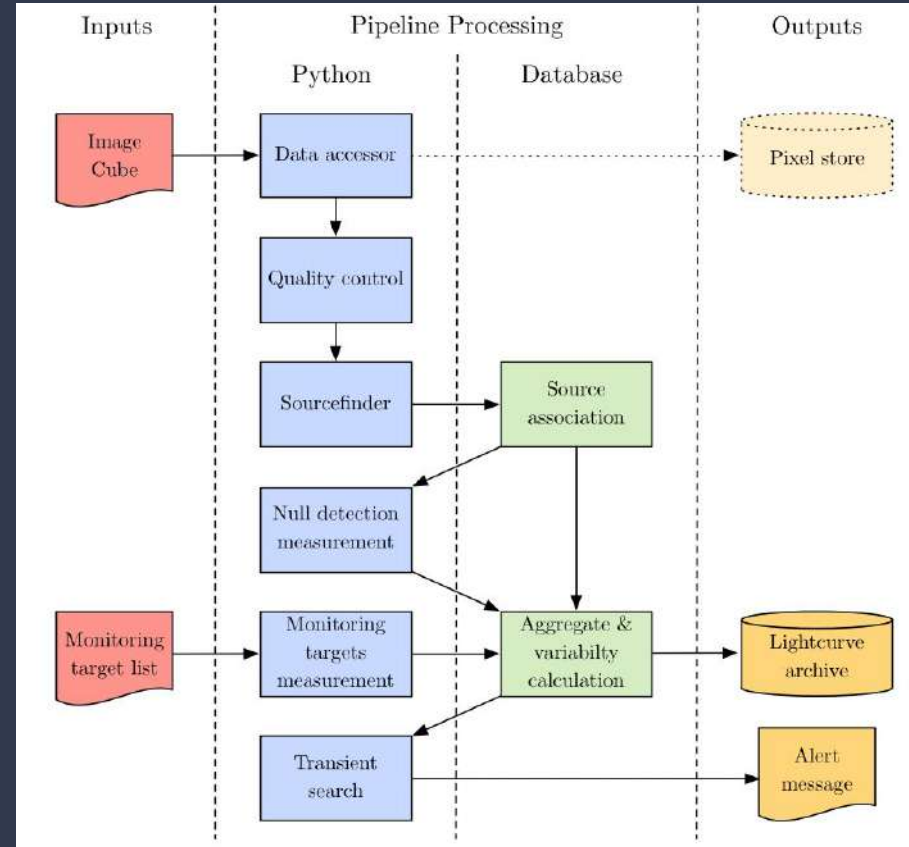 Inputs
Pipeline Processing
Outputs
Python
Database
Image
Cube
Data accessor
Pixel store
Quality control
Sourcefinder
Source
association
Null detection
measurement
Monitoring
target list
Monitoring
targets
measurement
Aggregate &
variabilty
calculation
Lightcurve
archive
Transient
search
Alert
message